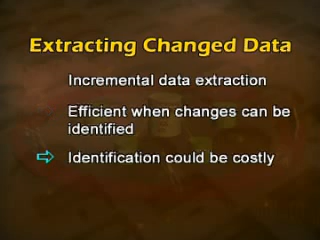 Extracting Changed Data
Incremental data extraction
Efficient when changes can be
identified
Identification could be costly